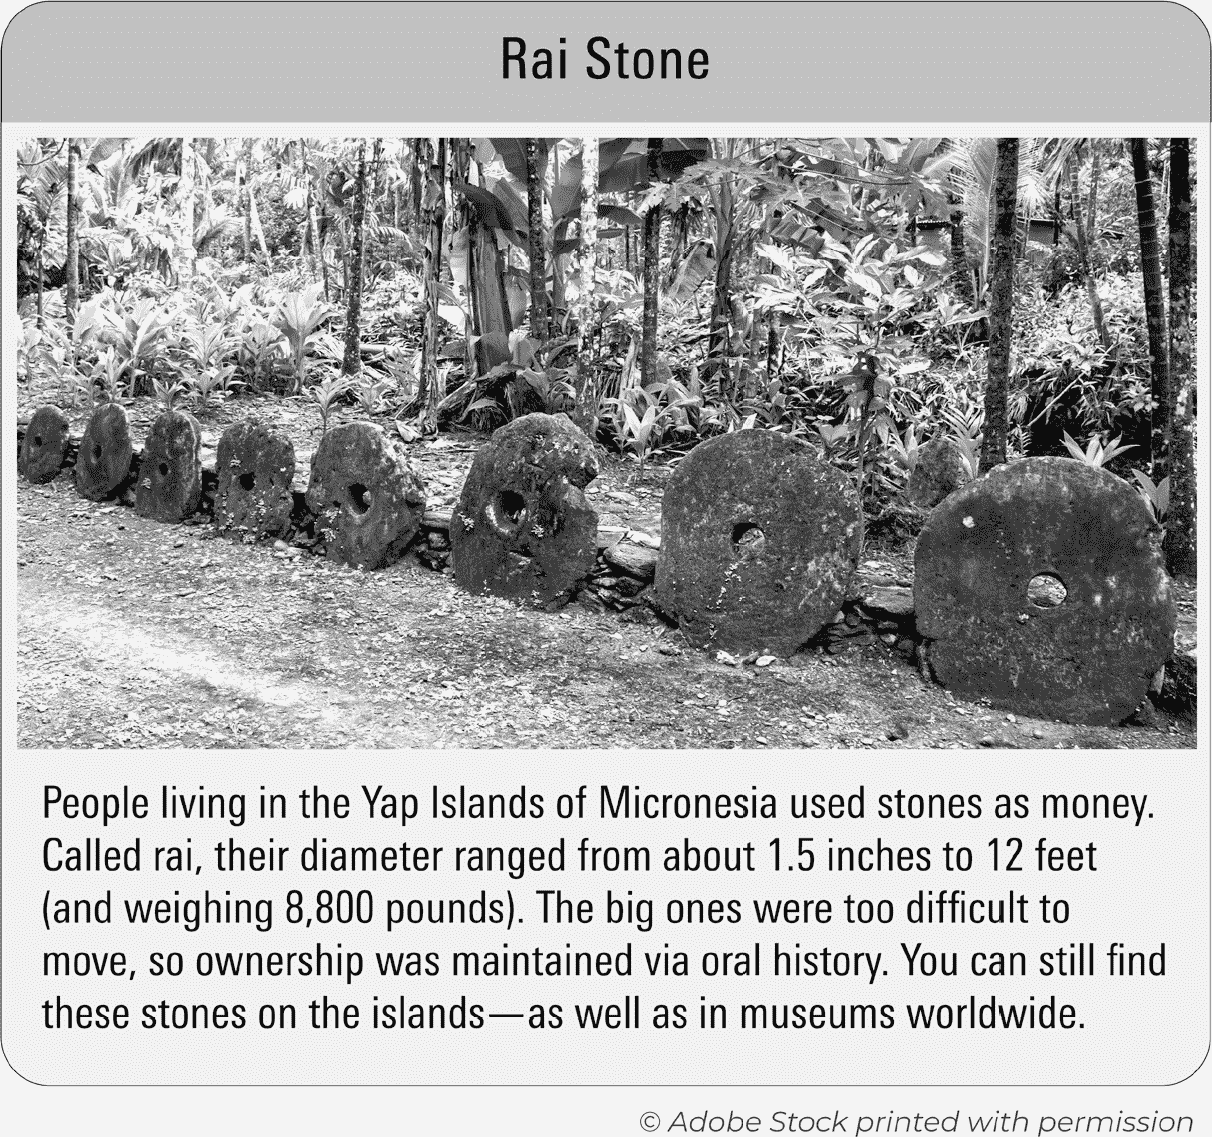 Rai Stone
People living in the Yap Islands of Micronesia used stones as money.
Called rai, their diameter ranged from about 1.5 inches to 12 feet
(and weighing 8,800 pounds). The big ones were too difficult to
move, so ownership was maintained via oral history. You can still find
these stones on the islands—as well as in museums worldwide.
© Adobe Stock printed with permission